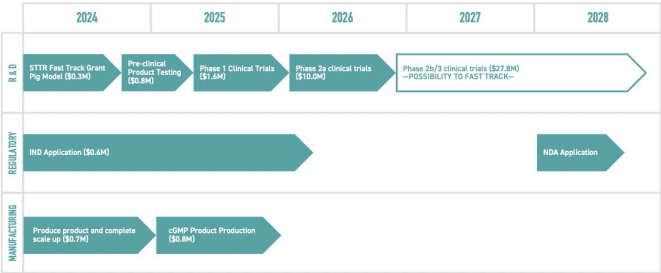 2024 2025 2026 2027 2028
R & D
STTR Fast Track Grant
Pig Model ($0.3M)
Pre-clinical
Product Testing
($0.8M)
Phase 1 Clinical Trials
($1.6M)
Phase 2a clinical trials
($10.0M)
Phase 2b/3 clinical trials ($27.8M)
—POSSIBILITY TO FAST TRACK—
REGULATORY
IND Application ($0.6M)
NDA Application
MANUFACTURING
Produce product and complete
scale up ($0.7M)
cGMP Product Production
($0.8M)